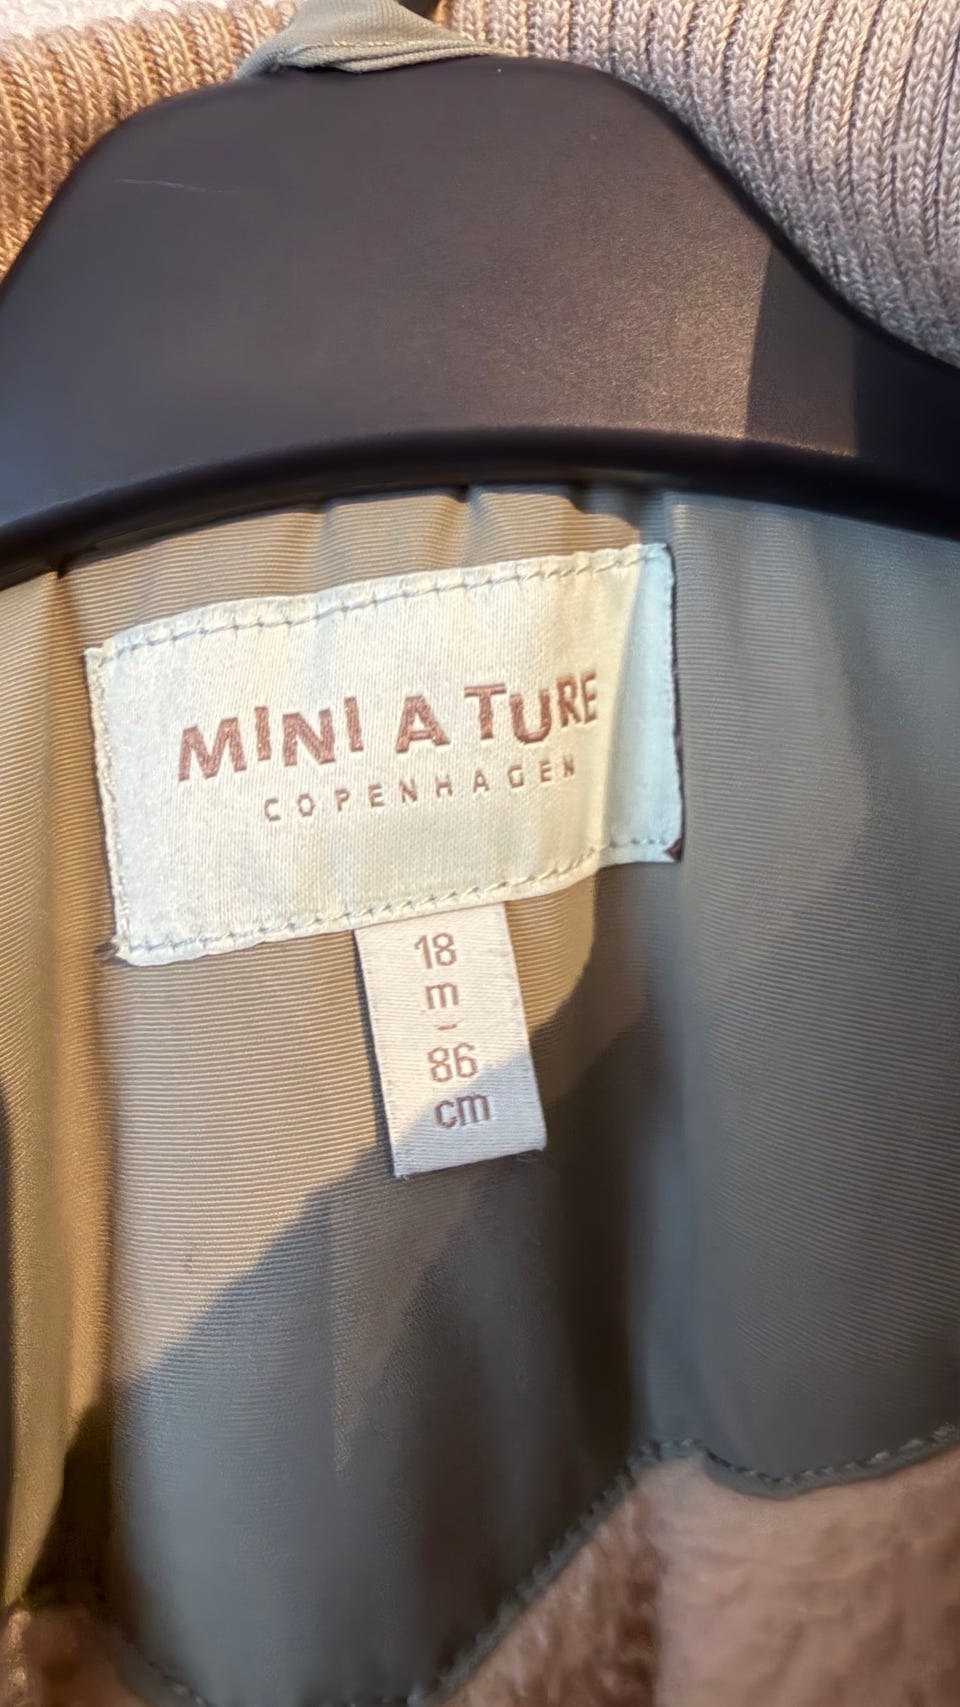 MINI A TURE
COPENHAGEN
18
m
-
86
cm